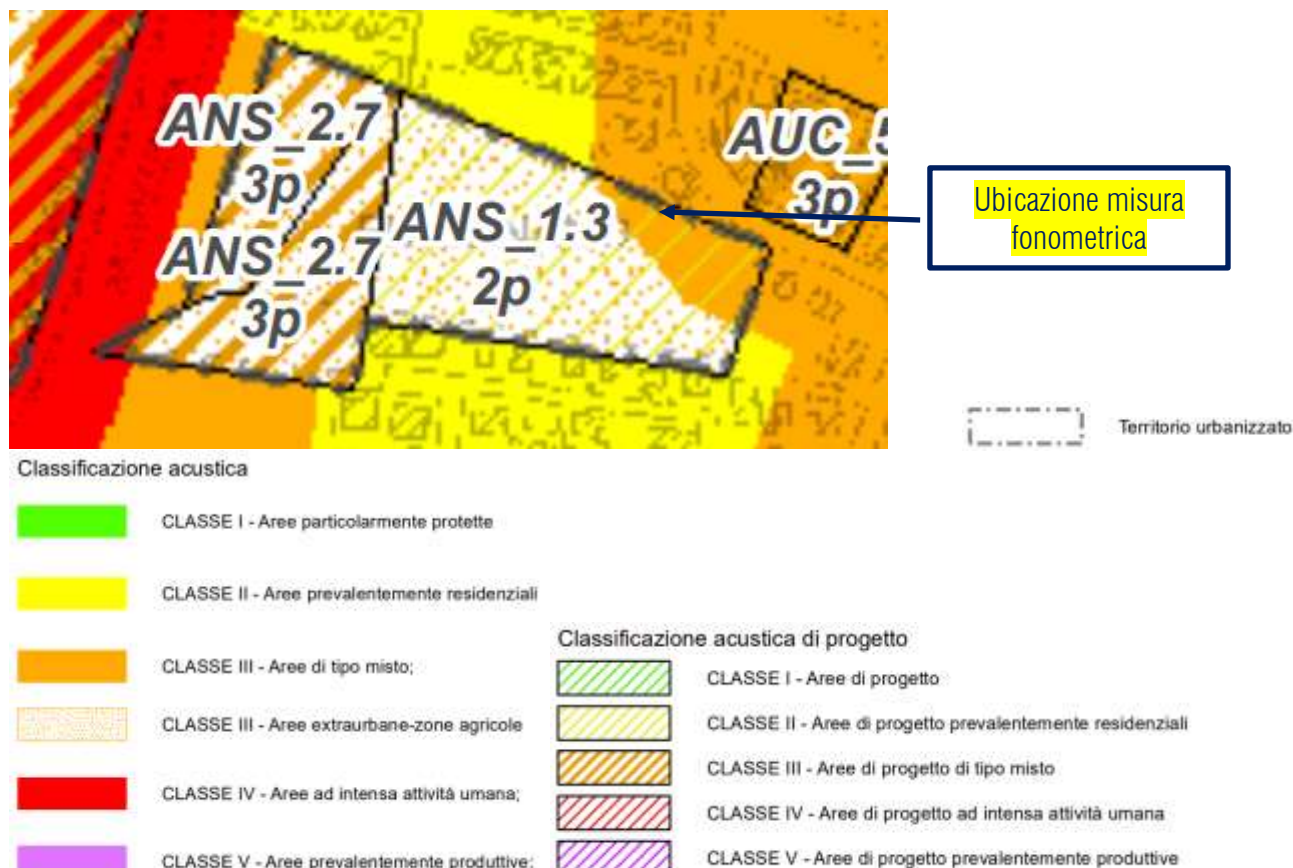 ANS_2.7
3p
ANS_2.7
3p
ANS_1.3
2p
AUC_5
3p
Ubicazione misura
fonometrica
Territorio urbanizzato
Classificazione acustica
CLASSE I - Aree particolarmente protette
CLASSE II - Aree prevalentemente residenziali
CLASSE III - Aree di tipo misto;
CLASSE III - Aree extraurbane-zone agricole
CLASSE IV - Aree ad intensa attività umana;
CLASSE V - Aree prevalentemente produttive;
Classificazione acustica di progetto
CLASSE I - Aree di progetto
CLASSE II - Aree di progetto prevalentemente residenziali
CLASSE III - Aree di progetto di tipo misto
CLASSE IV - Aree di progetto ad intensa attività umana
CLASSE V - Aree di progetto prevalentemente produttive